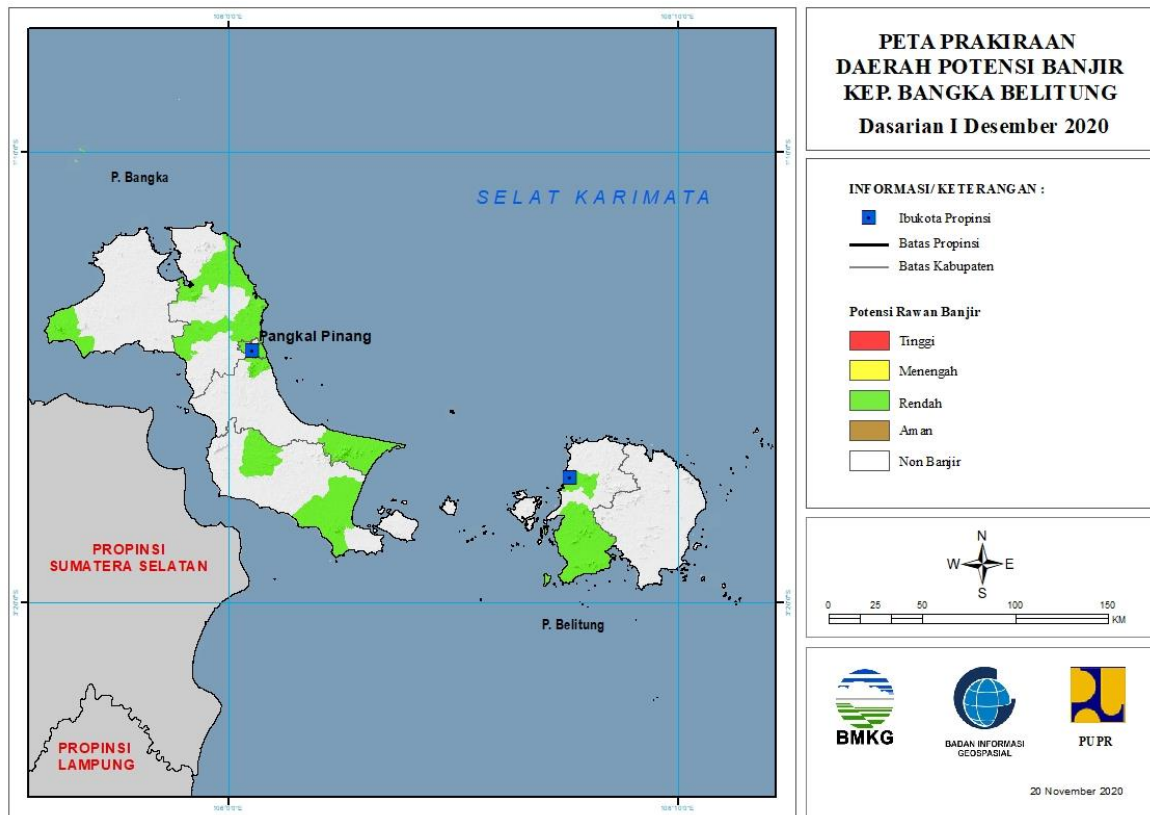 PETA PRAKIRAAN
DAERAH POTENSI BANJIR
KEP. BANGKA BELITUNG
Dasarian I Desember 2020
P. Bangka
SELAT KARIMATA
Pangkal Pinang
PROPINSI
SUMATERA SELATAN
P. Belitung
PROPINSI
LAMPUNG
INFORMASI/ KETERANGAN :
Ibukota Propinsi
Batas Propinsi
Batas Kabupaten
Potensi Rawan Banjir
Tinggi
Menengah
Rendah
Aman
Non Banjir
N
W E
S
0 25 50 100 150
KM
BMKG
BADAN INFORMASI
GEOSPASIAL
PUPR
20 November 2020